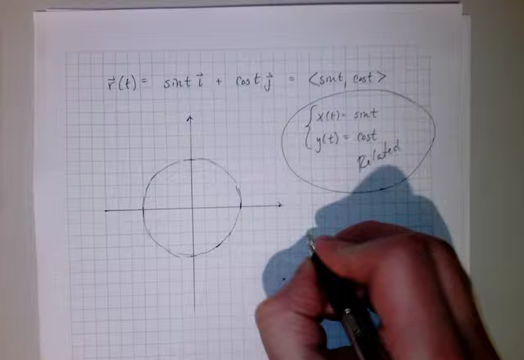 r⃗(t) = sint i⃗ + cost j⃗ = <sint, cost>
x(t) = sint
y(t) = cost
Related